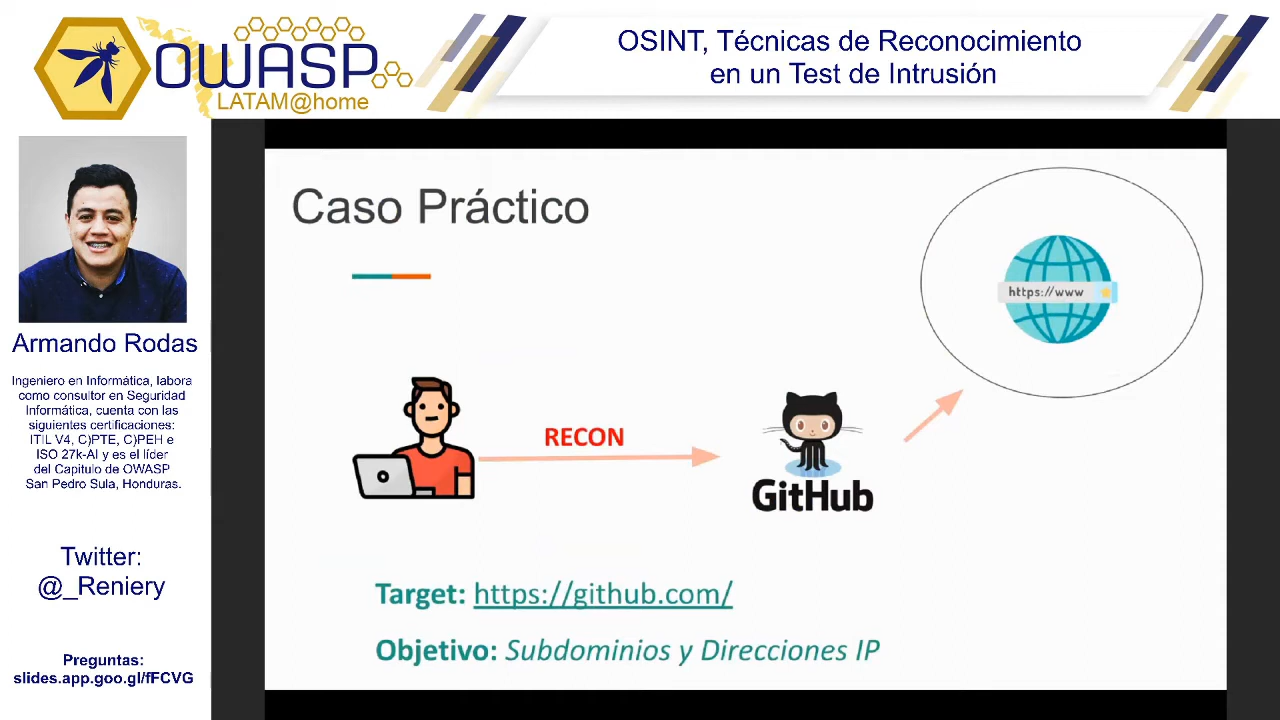 OWASP
LATAM@home
OSINT, Técnicas de Reconocimiento
en un Test de Intrusión
Armando Rodas
Ingeniero en Informática, labora
como consultor en Seguridad
Informática, cuenta con las
siguientes certificaciones:
ITIL V4, C)PTE, C)PEH e
ISO 27k-AI y es el líder
del Capitulo de OWASP
San Pedro Sula, Honduras.
Twitter:
@_Reniery
Preguntas:
slides.app.goo.gl/fFCVG
Caso Práctico
https://www
RECON
GitHub
Target: https://github.com/
Objetivo: Subdominios y Direcciones IP